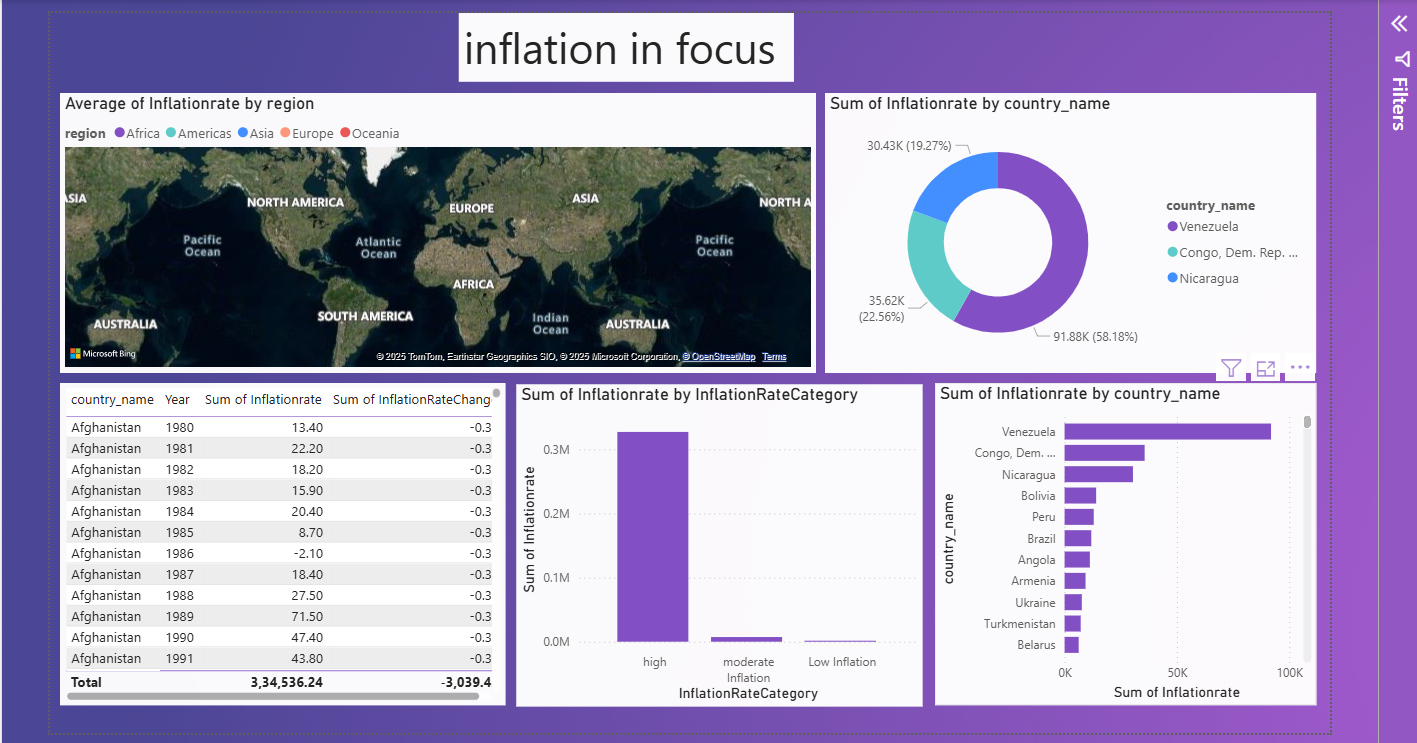 inflation in focus
Filters
Average of Inflationrate by region
region Africa Americas Asia Europe Oceania
ASIA
NORTH AMERICA
EUROPE
ASIA
NORTH A
Pacific
Ocean
Atlantic
Ocean
Pacific
Ocean
AFRICA
SOUTH AMERICA
Indian
Ocean
AUSTRALIA
AUSTRALIA
Microsoft Bing
© 2025 TomTom, Earthstar Geographics SIO, © 2025 Microsoft Corporation, © OpenStreetMap Terms
Sum of Inflationrate by country_name
30.43K (19.27%)
35.62K
(22.56%)
91.88K (58.18%)
country_name
Venezuela
Congo, Dem. Rep. ...
Nicaragua
country_name Year Sum of Inflationrate Sum of InflationRateChang
Afghanistan 1980 13.40 -0.3
Afghanistan 1981 22.20 -0.3
Afghanistan 1982 18.20 -0.3
Afghanistan 1983 15.90 -0.3
Afghanistan 1984 20.40 -0.3
Afghanistan 1985 8.70 -0.3
Afghanistan 1986 -2.10 -0.3
Afghanistan 1987 18.40 -0.3
Afghanistan 1988 27.50 -0.3
Afghanistan 1989 71.50 -0.3
Afghanistan 1990 47.40 -0.3
Afghanistan 1991 43.80 -0.3
Total 3,34,536.24 -3,039.4
Sum of Inflationrate by InflationRateCategory
Sum of Inflationrate
0.3M
0.2M
0.1M
0.0M
high
moderate
Inflation
Low Inflation
InflationRateCategory
Sum of Inflationrate by country_name
country_name
Venezuela
Congo, Dem. ...
Nicaragua
Bolivia
Peru
Brazil
Angola
Armenia
Ukraine
Turkmenistan
Belarus
0K 50K 100K
Sum of Inflationrate